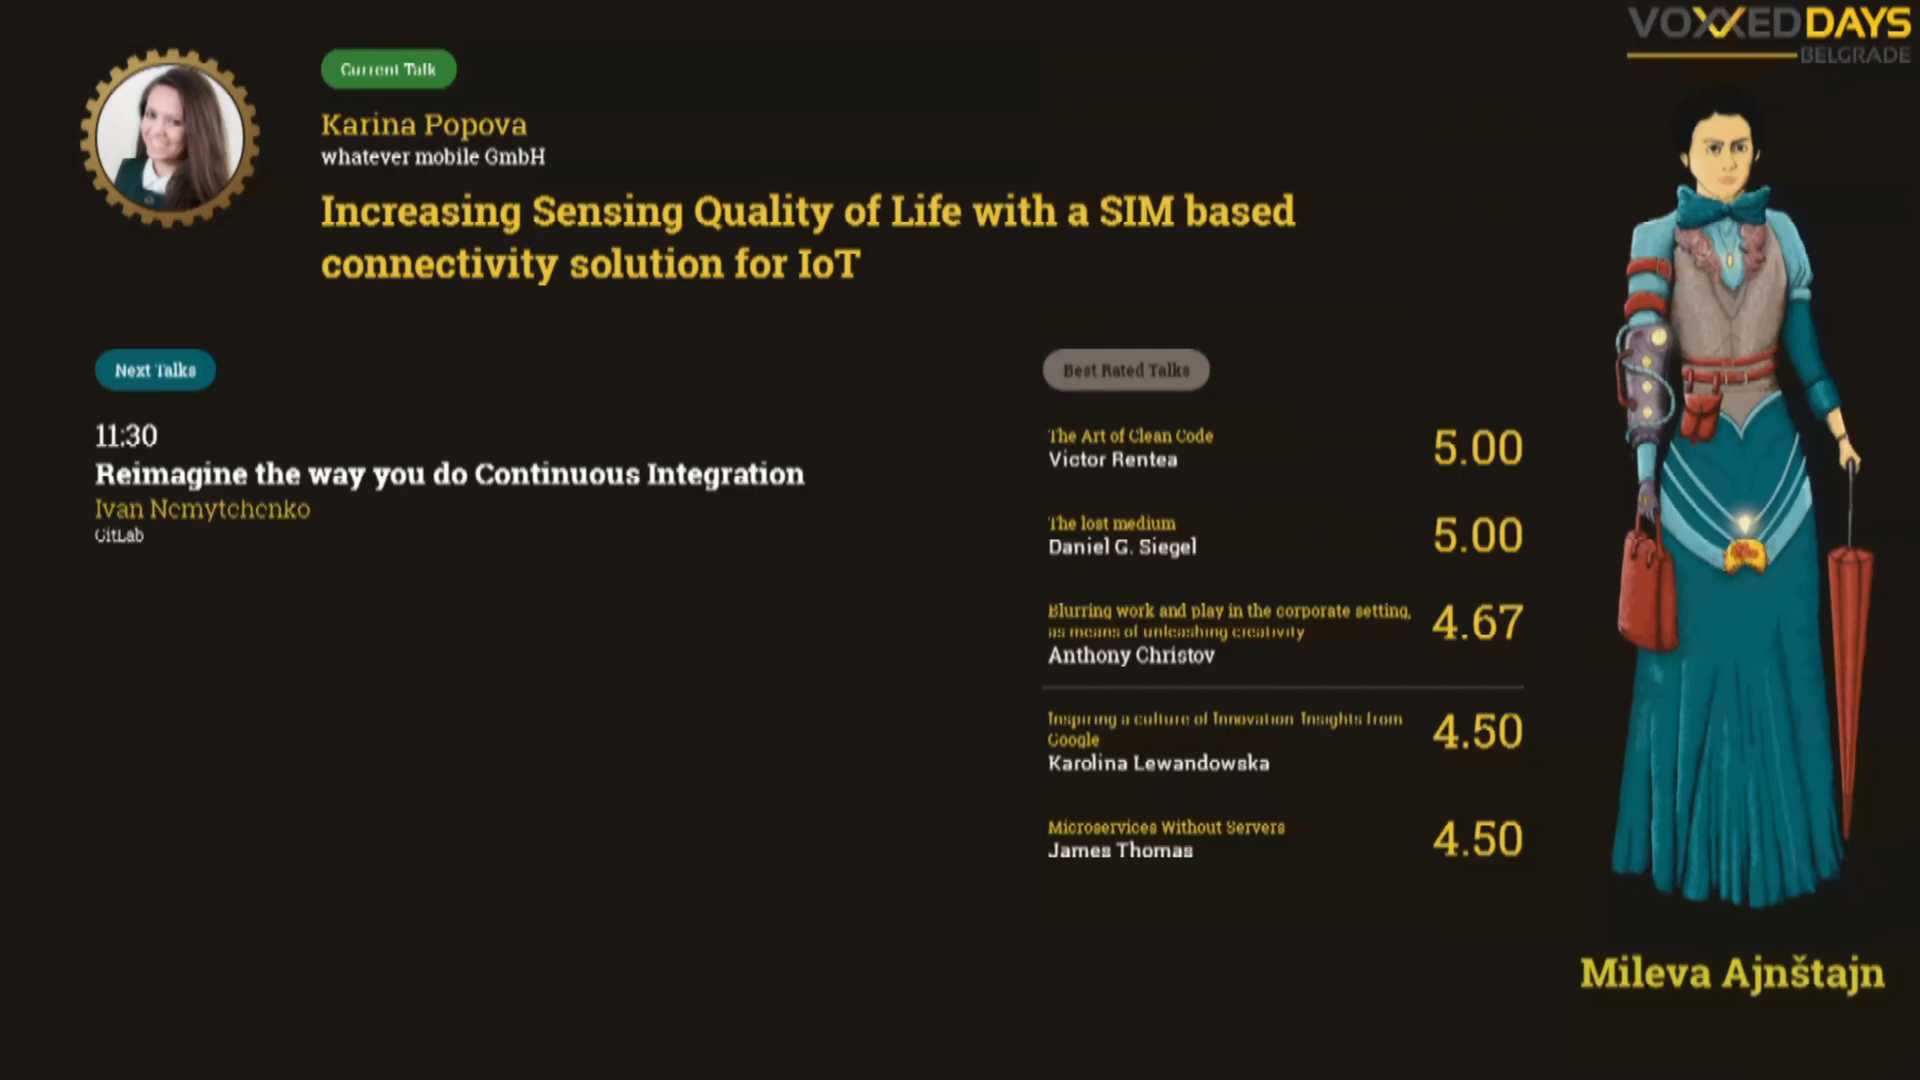 VOXXEDDAYS
BELGRADE
Current Talk
Karina Popova
whatever mobile GmbH
Increasing Sensing Quality of Life with a SIM based
connectivity solution for IoT
Next Talks
11:30
Reimagine the way you do Continuous Integration
Ivan Nemytchenko
GitLab
Best Rated Talks
The Art of Clean Code
Victor Rentea
5.00
The lost medium
Daniel G. Siegel
5.00
Blurring work and play in the corporate setting,
as means of unleashing creativity
Anthony Christov
4.67
Inspiring a culture of Innovation Insights from
Google
Karolina Lewandowska
4.50
Microservices Without Servers
James Thomas
4.50
Mileva Ajnštajn